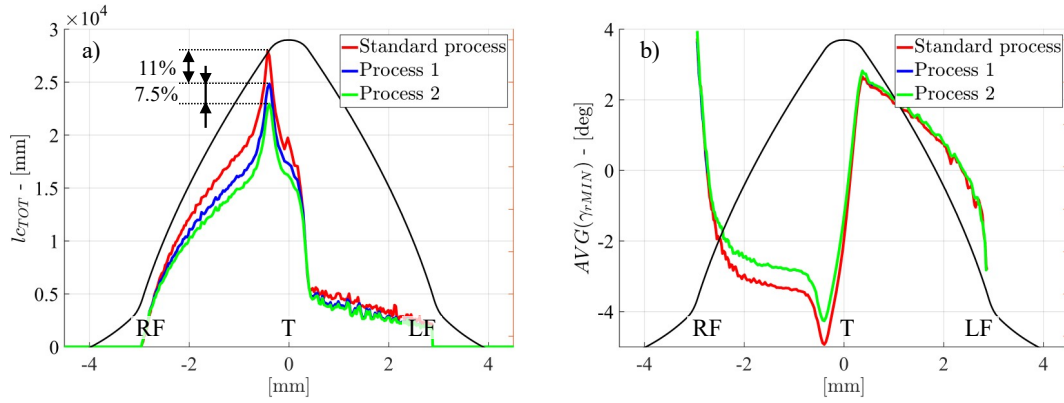 ×10⁴
a)
11%
7.5%
Standard process
Process 1
Process 2
3
2.5
2
1.5
1
0.5
0
lc_TOT - [mm]
RF T LF
-4 -2 0 2 4
[mm]
b)
Standard process
Process 1
Process 2
4
2
0
-2
-4
AVG(γ_rMIN) - [deg]
RF T LF
-4 -2 0 2 4
[mm]